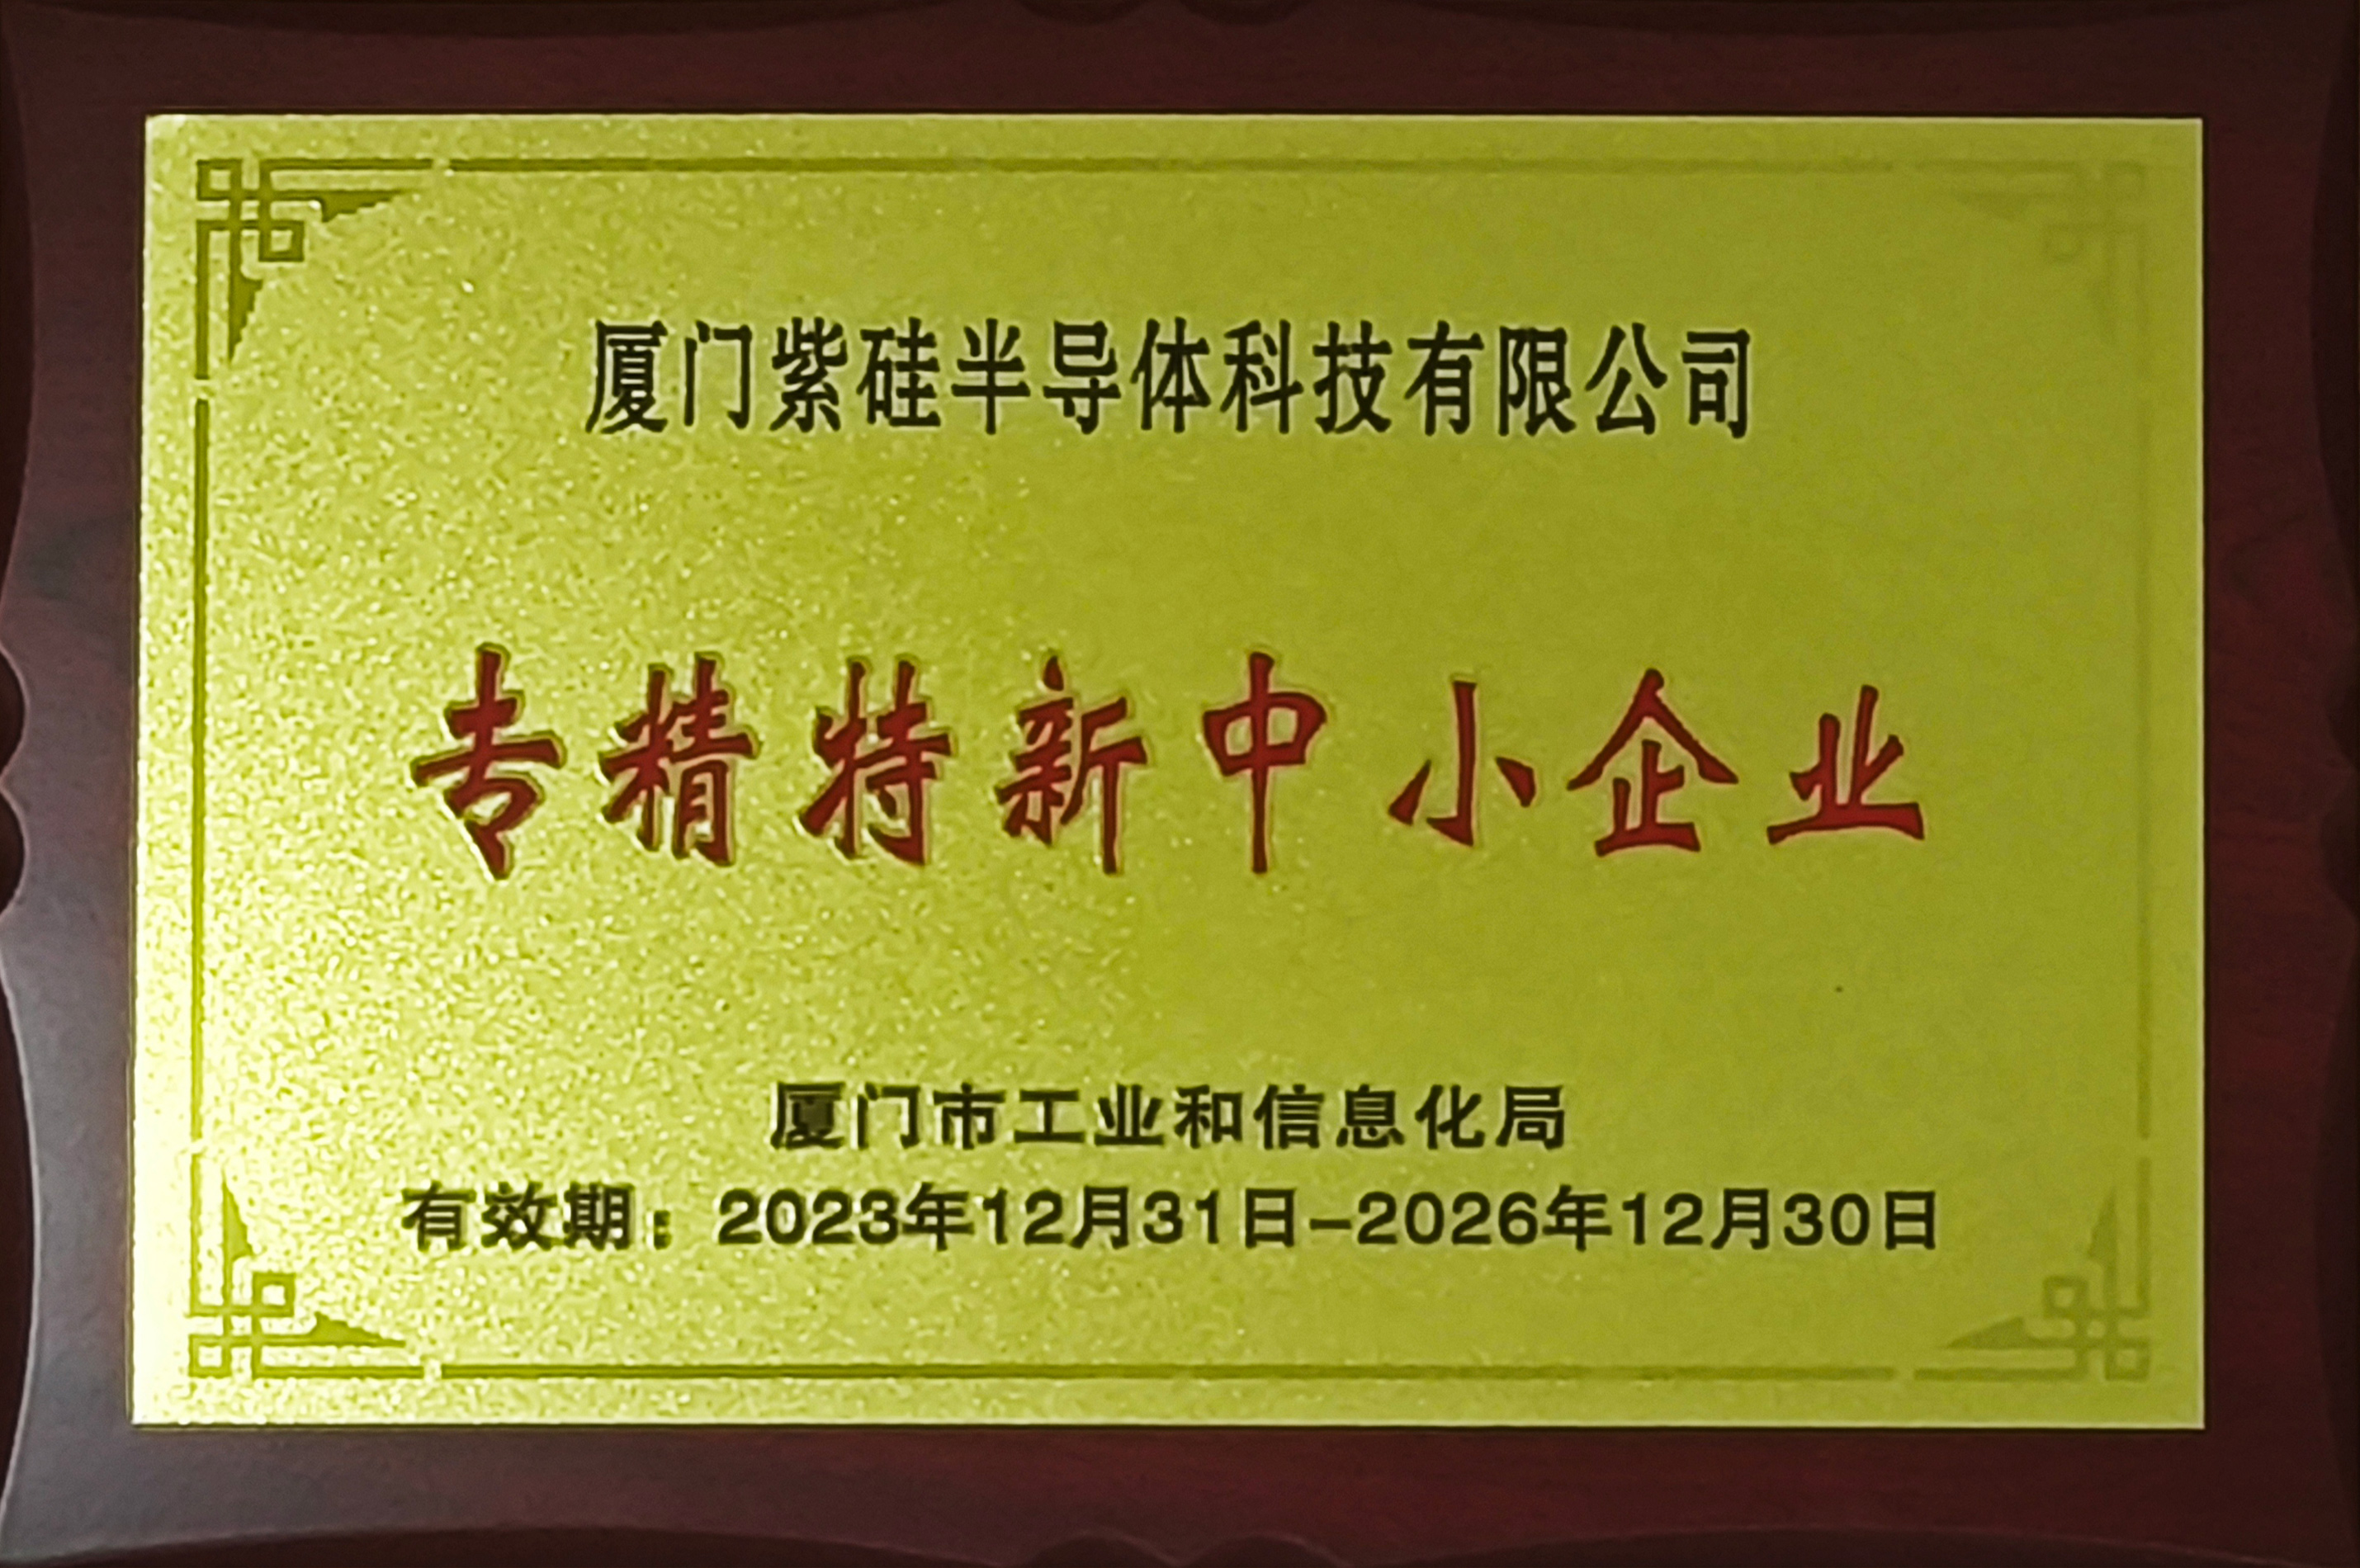 厦门紫硅半导体科技有限公司
专精特新中小企业
厦门市工业和信息化局
有效期：2023年12月31日-2026年12月30日